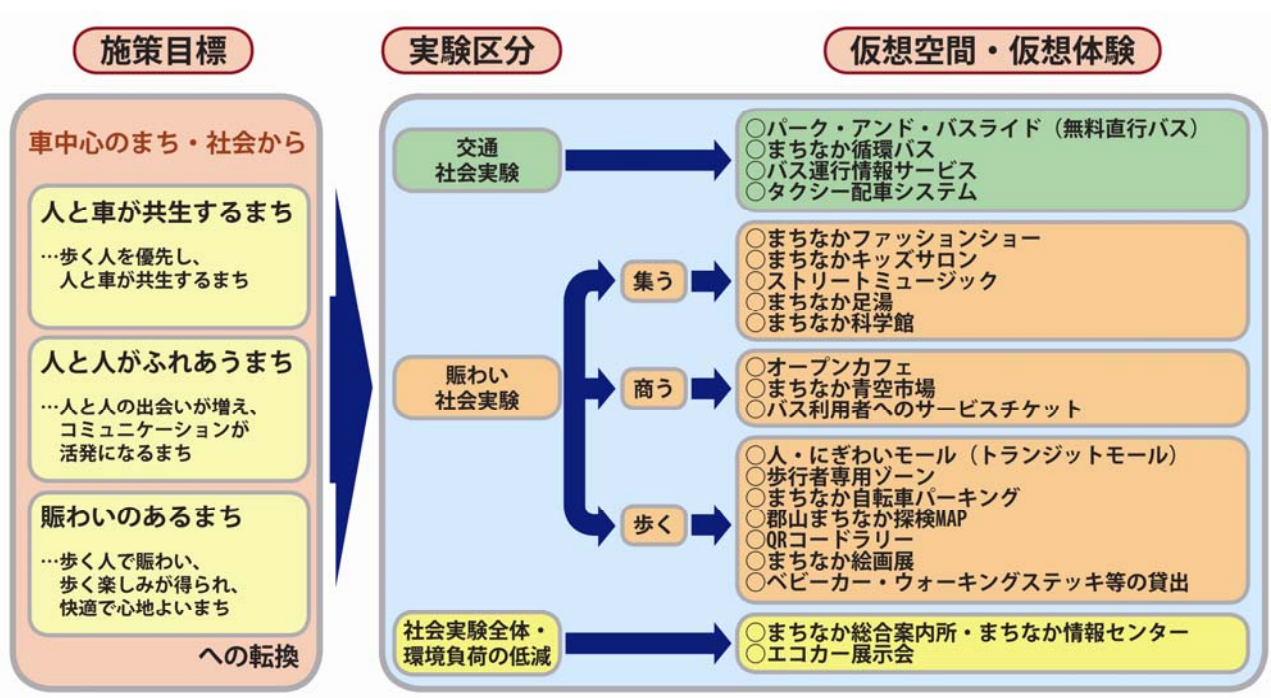 施策目標
車中心のまち・社会から
人と車が共生するまち
…歩く人を優先し、
人と車が共生するまち
人と人がふれあうまち
…人と人の出会いが増え、
コミュニケーションが
活発になるまち
賑わいのあるまち
…歩く人で賑わい、
歩く楽しみが得られ、
快適で心地よいまち
への転換
実験区分
仮想空間・仮想体験
交通
社会実験
○パーク・アンド・バスライド（無料直行バス）
○まちなか循環バス
○バス運行情報サービス
○タクシー配車システム
賑わい
社会実験
集う
○まちなかファッションショー
○まちなかキッズサロン
○ストリートミュージック
○まちなか足湯
○まちなか科学館
商う
○オープンカフェ
○まちなか青空市場
○バス利用者へのサービスチケット
歩く
○人・にぎわいモール（トランジットモール）
○歩行者専用ゾーン
○まちなか自転車パーキング
○郡山まちなか探検MAP
○QRコードラリー
○まちなか絵画展
○ベビーカー・ウォーキングステッキ等の貸出
社会実験全体・
環境負荷の低減
○まちなか総合案内所・まちなか情報センター
○エコカー展示会